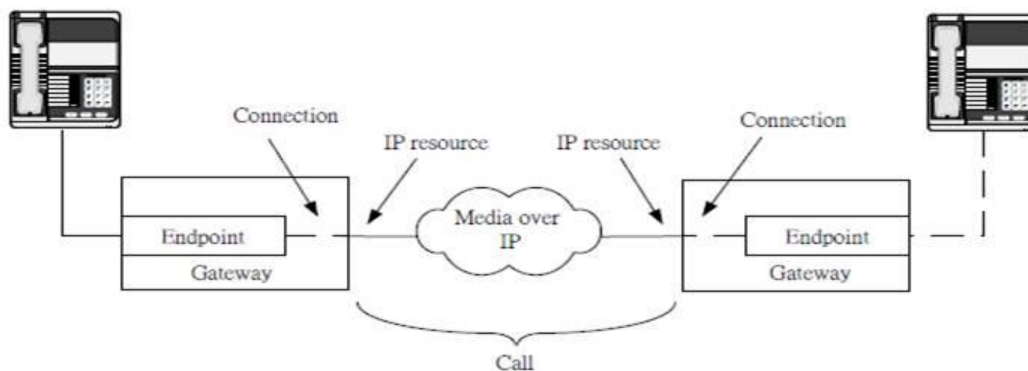 Connection
Connection
IP resource
IP resource
Media over
IP
Endpoint
Endpoint
Gateway
Gateway
Call